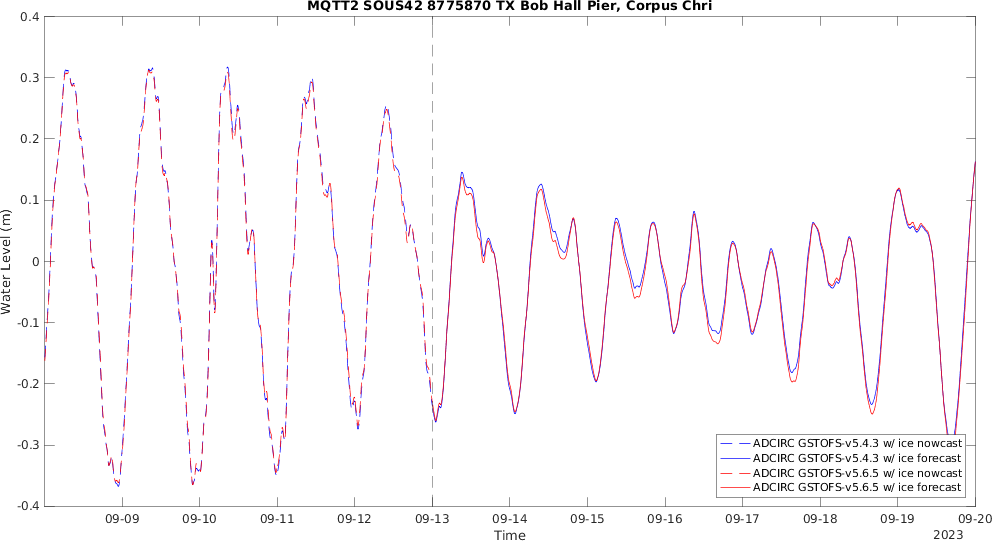 MQTT2 SOUS42 8775870 TX Bob Hall Pier, Corpus Chri
0.4
0.3
0.2
0.1
0
-0.1
-0.2
-0.3
-0.4
Water Level (m)
ADCIRC GSTOFS-v5.4.3 w/ ice nowcast
ADCIRC GSTOFS-v5.4.3 w/ ice forecast
ADCIRC GSTOFS-v5.6.5 w/ ice nowcast
ADCIRC GSTOFS-v5.6.5 w/ ice forecast
09-09 09-10 09-11 09-12 09-13 09-14 09-15 09-16 09-17 09-18 09-19 09-20
Time
2023